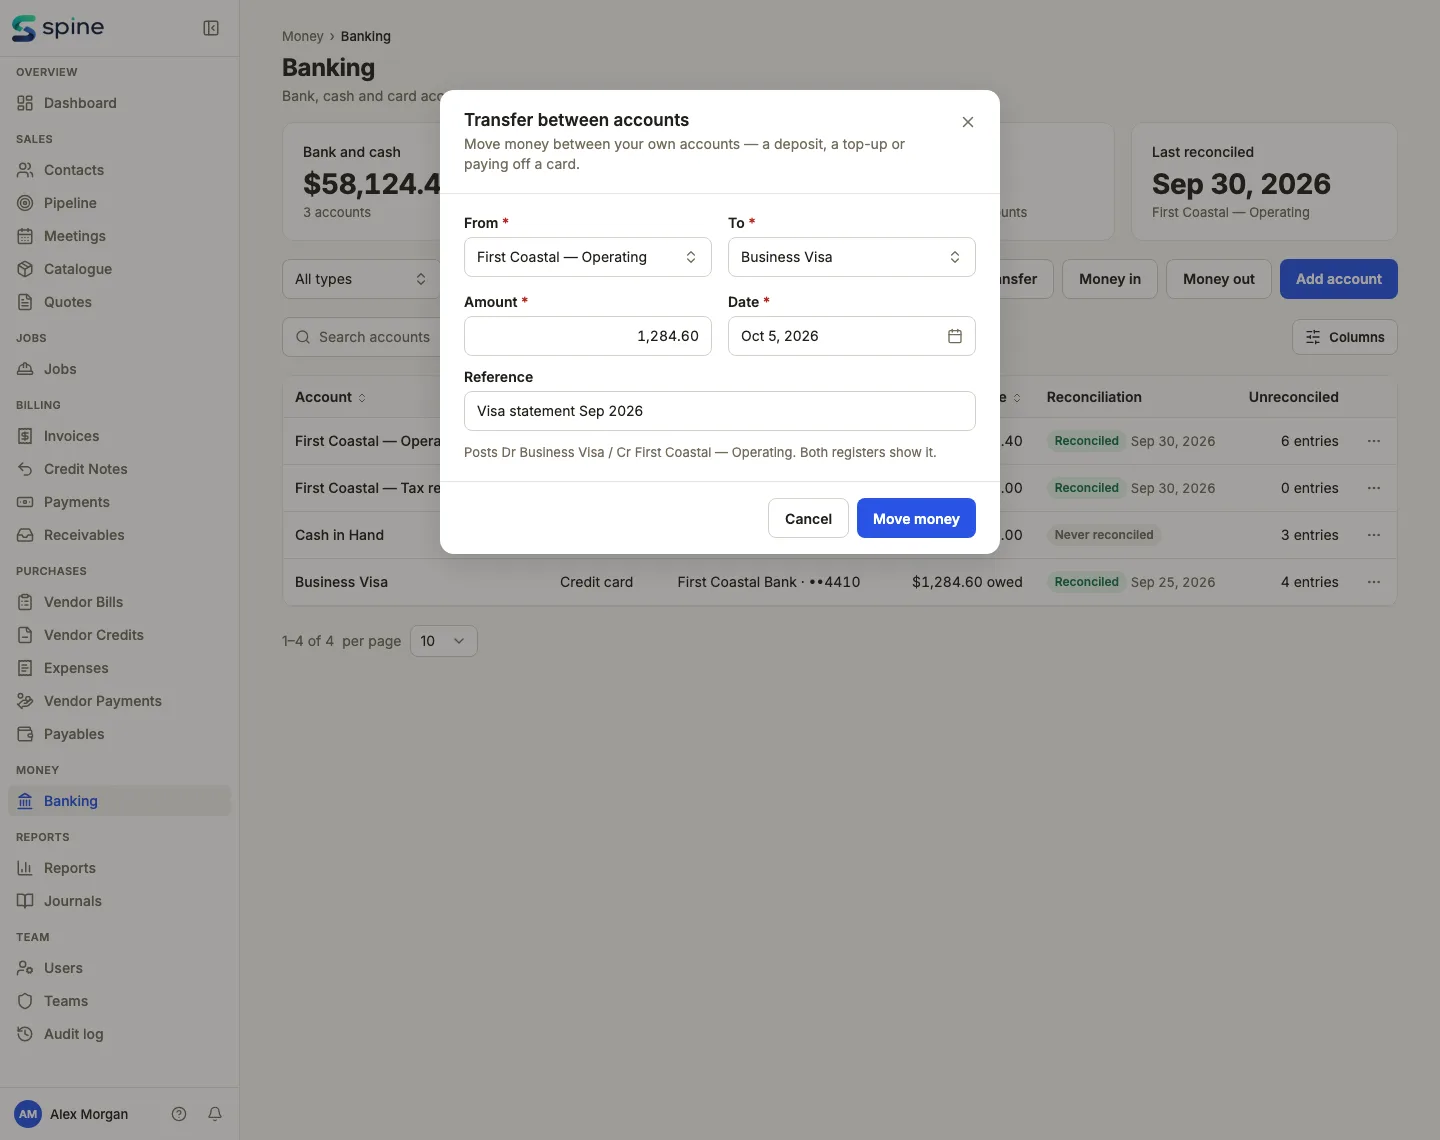 spine
OVERVIEW
Dashboard
SALES
Contacts
Pipeline
Meetings
Catalogue
Quotes
JOBS
Jobs
BILLING
Invoices
Credit Notes
Payments
Receivables
PURCHASES
Vendor Bills
Vendor Credits
Expenses
Vendor Payments
Payables
MONEY
Banking
REPORTS
Reports
Journals
TEAM
Users
Teams
Audit log
AM Alex Morgan
Money › Banking
Banking
Bank, cash and card
Bank and cash
$58,124.4
3 accounts
Last reconciled
Sep 30, 2026
First Coastal — Operating
All types
Money in
Money out
Add account
Search accounts
Columns
Account
Reconciliation
Unreconciled
First Coastal —
.40
Reconciled Sep 30, 2026
6 entries
First Coastal — Tax
.00
Reconciled Sep 30, 2026
0 entries
Cash in Hand
.00
Never reconciled
3 entries
Business Visa
Credit card
First Coastal Bank · ••4410
$1,284.60 owed
Reconciled Sep 25, 2026
4 entries
1–4 of 4 per page 10
Transfer between accounts
Move money between your own accounts — a deposit, a top-up or
paying off a card.
From *
First Coastal — Operating
To *
Business Visa
Amount *
1,284.60
Date *
Oct 5, 2026
Reference
Visa statement Sep 2026
Posts Dr Business Visa / Cr First Coastal — Operating. Both registers show it.
Cancel
Move money